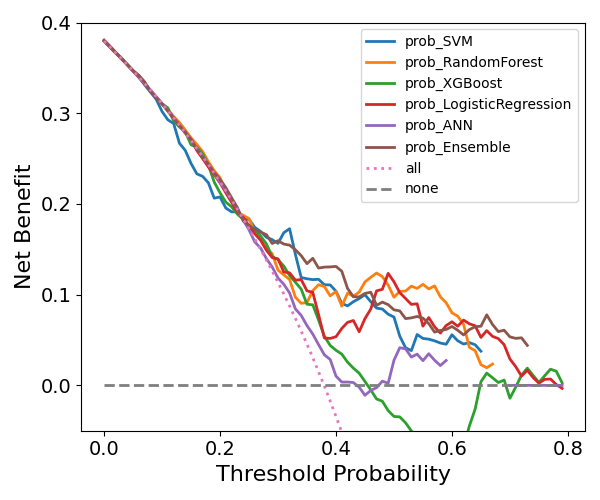 0.4
0.3
0.2
0.1
0.0
Net Benefit
prob_SVM
prob_RandomForest
prob_XGBoost
prob_LogisticRegression
prob_ANN
prob_Ensemble
all
none
0.0 0.2 0.4 0.6 0.8
Threshold Probability